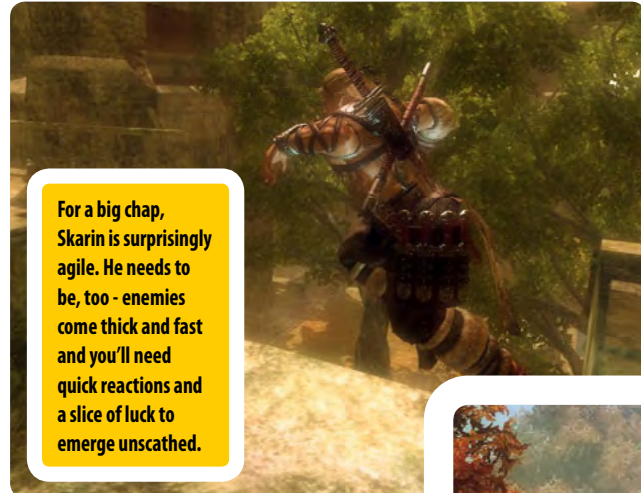 For a big chap,
Skarin is surprisingly
agile. He needs to
be, too - enemies
come thick and fast
and you'll need
quick reactions and
a slice of luck to
emerge unscathed.